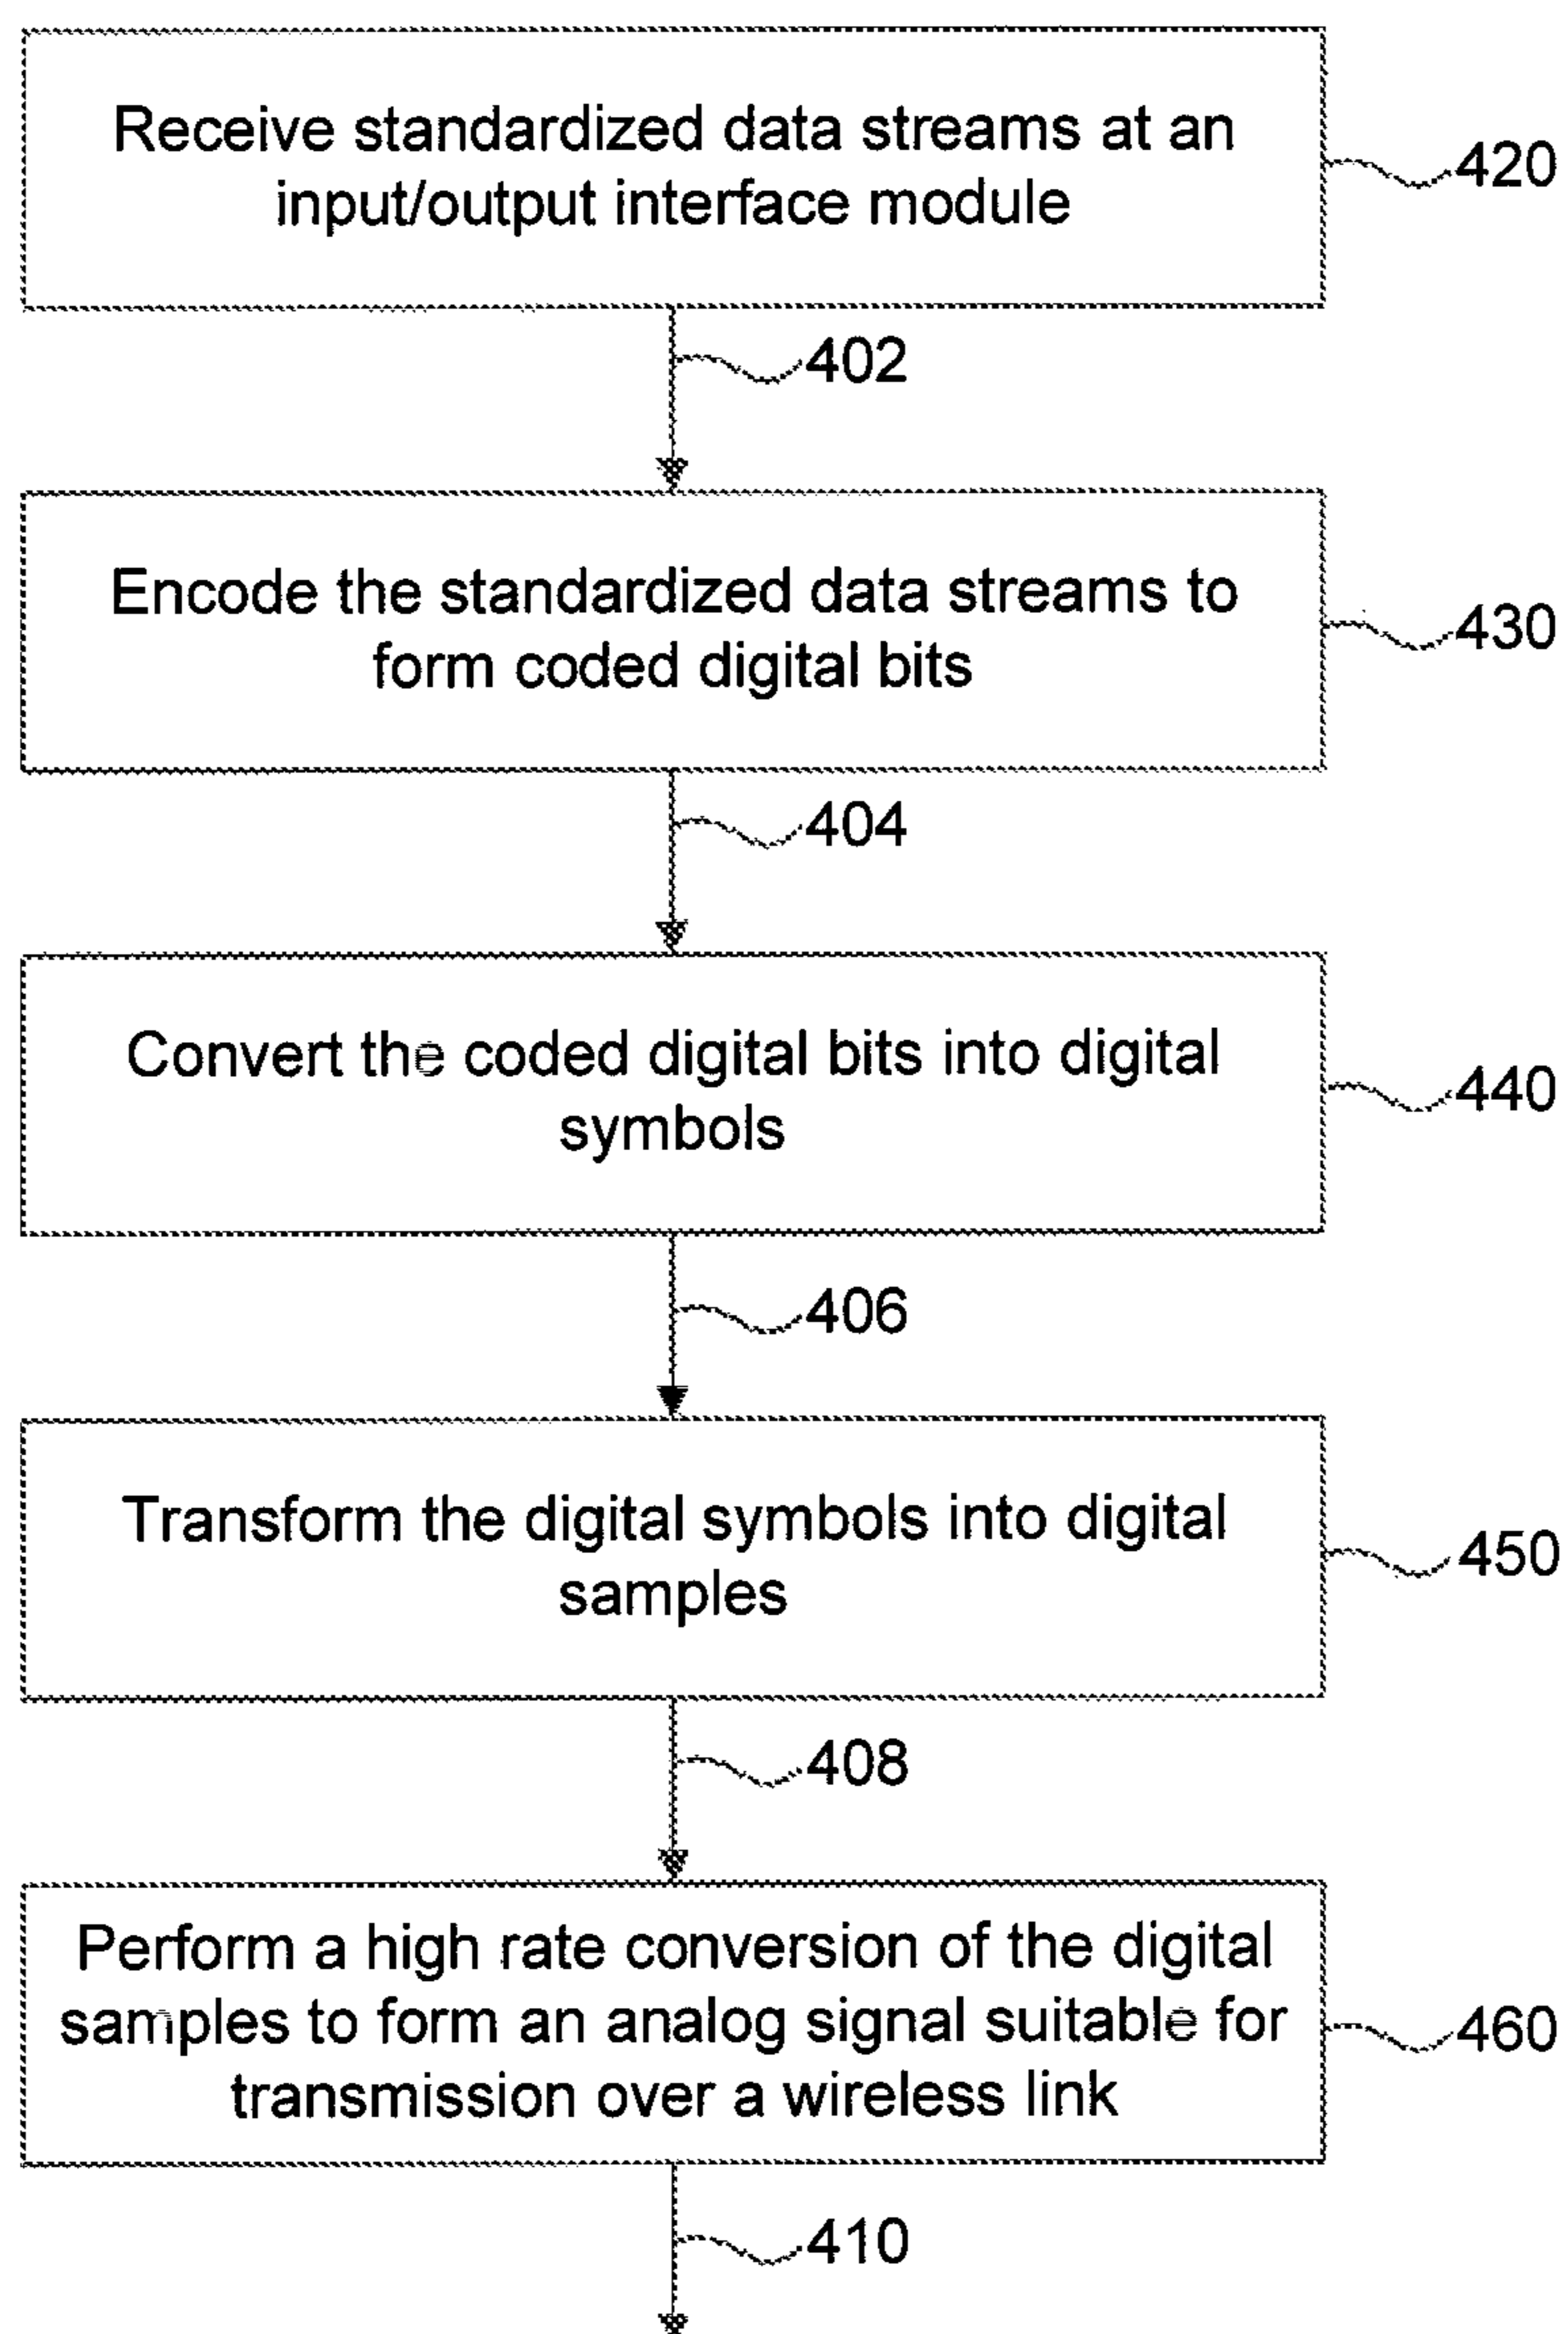 Receive standardized data streams at an
input/output interface module
420
402
Encode the standardized data streams to
form coded digital bits
430
404
Convert the coded digital bits into digital
symbols
440
406
Transform the digital symbols into digital
samples
450
408
Perform a high rate conversion of the digital
samples to form an analog signal suitable for
transmission over a wireless link
460
410